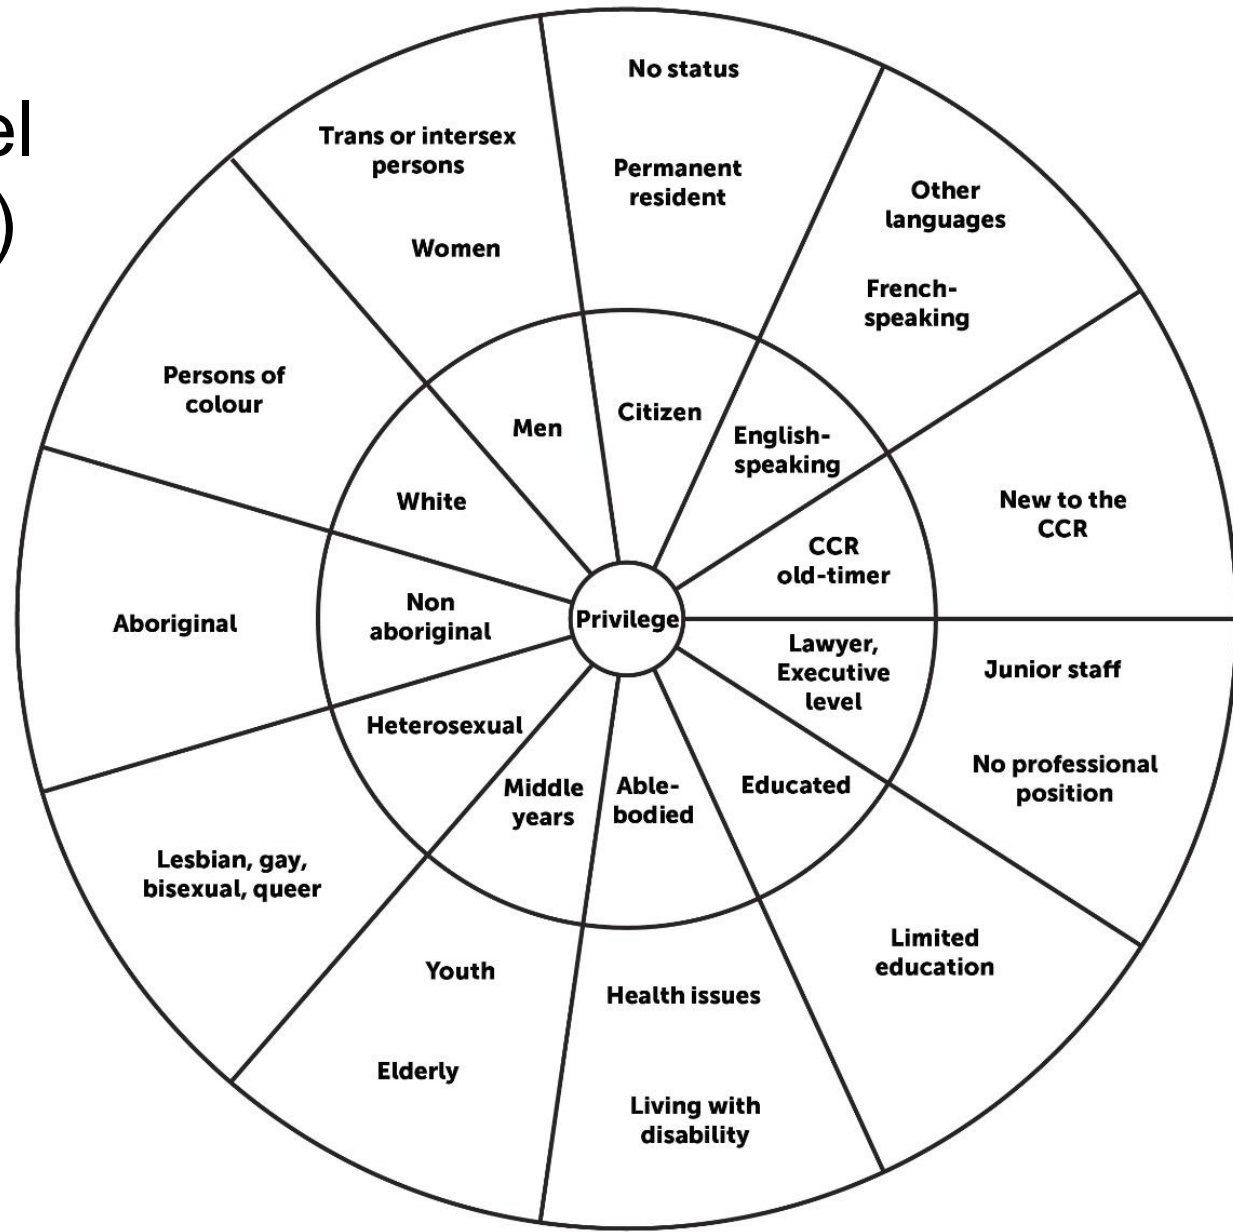 el
)
No status
Permanent
resident
Trans or intersex
persons
Women
Other
languages
French-
speaking
Persons of
colour
Men
Citizen
English-
speaking
New to the
CCR
White
CCR
old-timer
Aboriginal
Non
aboriginal
Privilege
Lawyer,
Executive
level
Junior staff
No professional
position
Heterosexual
Middle
years
Able-
bodied
Educated
Lesbian, gay,
bisexual, queer
Youth
Elderly
Health issues
Living with
disability
Limited
education